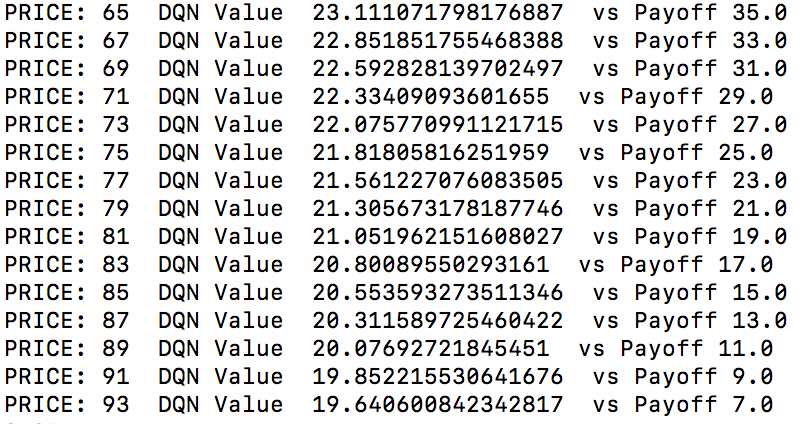 PRICE: 65 DQN Value 23.111071798176887 vs Payoff 35.0
PRICE: 67 DQN Value 22.851851755468388 vs Payoff 33.0
PRICE: 69 DQN Value 22.592828139702497 vs Payoff 31.0
PRICE: 71 DQN Value 22.33409093601655 vs Payoff 29.0
PRICE: 73 DQN Value 22.075770991121715 vs Payoff 27.0
PRICE: 75 DQN Value 21.81805816251959 vs Payoff 25.0
PRICE: 77 DQN Value 21.561227076083505 vs Payoff 23.0
PRICE: 79 DQN Value 21.305673178187746 vs Payoff 21.0
PRICE: 81 DQN Value 21.051962151608027 vs Payoff 19.0
PRICE: 83 DQN Value 20.80089550293161 vs Payoff 17.0
PRICE: 85 DQN Value 20.553593273511346 vs Payoff 15.0
PRICE: 87 DQN Value 20.311589725460422 vs Payoff 13.0
PRICE: 89 DQN Value 20.07692721845451 vs Payoff 11.0
PRICE: 91 DQN Value 19.852215530641676 vs Payoff 9.0
PRICE: 93 DQN Value 19.640600842342817 vs Payoff 7.0